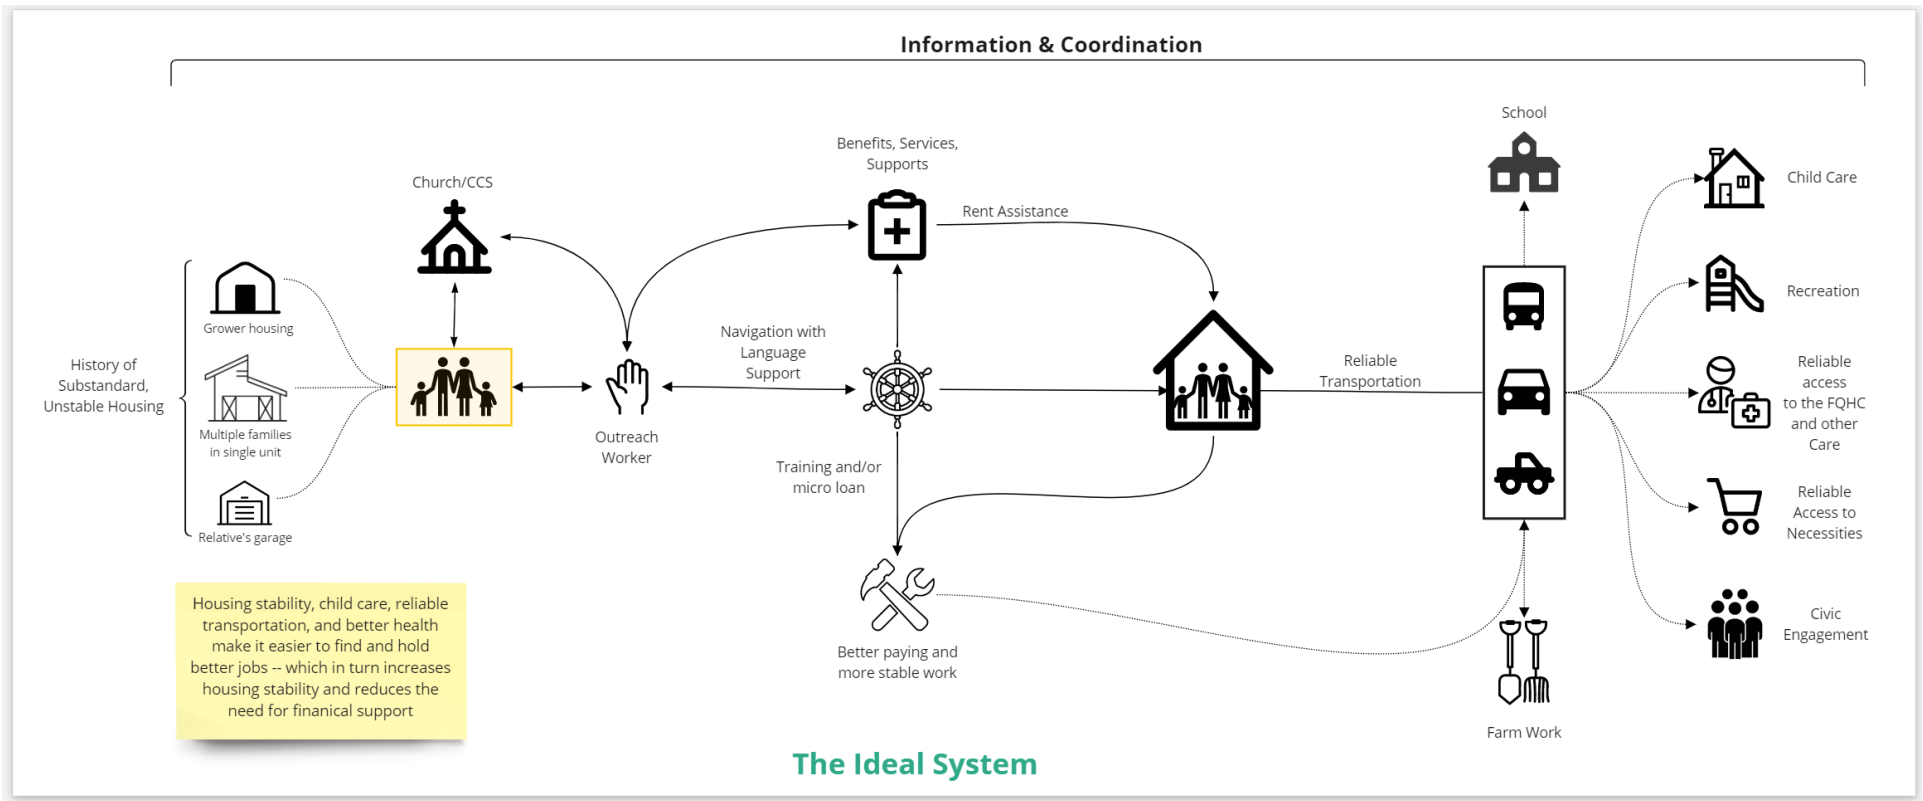 Information & Coordination
School
Benefits, Services,
Supports
Child Care
Church/CCS
Rent Assistance
Recreation
Grower housing
Navigation with
Language
Support
History of
Substandard,
Unstable Housing
Reliable
Transportation
Reliable
access
to the FQHC
and other
Care
Multiple families
in single unit
Outreach
Worker
Training and/or
micro loan
Reliable
Access to
Necessities
Relative's garage
Housing stability, child care, reliable
transportation, and better health
make it easier to find and hold
better jobs -- which in turn increases
housing stability and reduces the
need for finanical support
Better paying and
more stable work
Civic
Engagement
Farm Work
The Ideal System